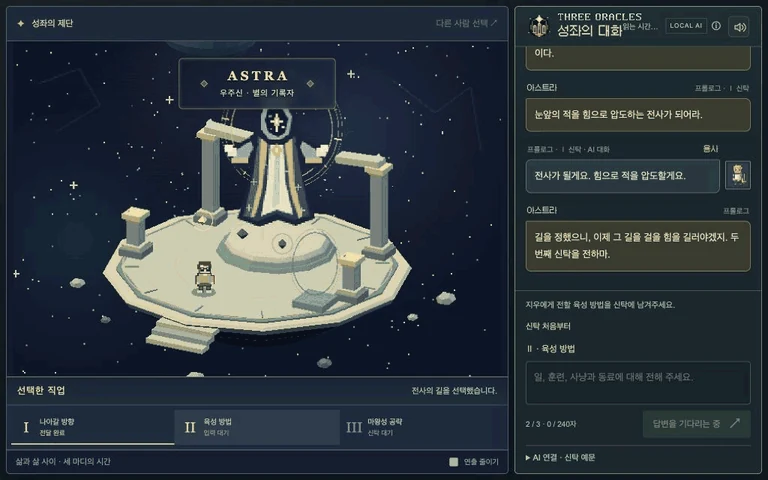 성좌의 제단
다른 사람 선택 ↗
ASTRA
우주신 · 별의 기록자
선택한 직업
전사의 길을 선택했습니다.
I
나아갈 방향
전달 완료
II
육성 방법
입력 대기
III
마왕성 공략
신탁 대기
삶과 삶 사이 · 세 마디의 시간
연출 줄이기
THREE ORACLES
성좌의 대화
읽는 시간...
LOCAL AI
이다.
아스트라
프롤로그 · I 신탁
눈앞의 적을 힘으로 압도하는 전사가 되어라.
프롤로그 · I 신탁 · AI 대화
용사
전사가 될게요. 힘으로 적을 압도할게요.
아스트라
프롤로그
길을 정했으니, 이제 그 길을 걸을 힘을 길러야겠지. 두
번째 신탁을 전하마.
지우에게 전할 육성 방법을 신탁에 남겨주세요.
신탁 처음부터
II · 육성 방법
일, 훈련, 사냥과 동료에 대해 전해 주세요.
2 / 3 · 0 / 240자
답변을 기다리는 중 ↗
▶ AI 연결 · 신탁 예문